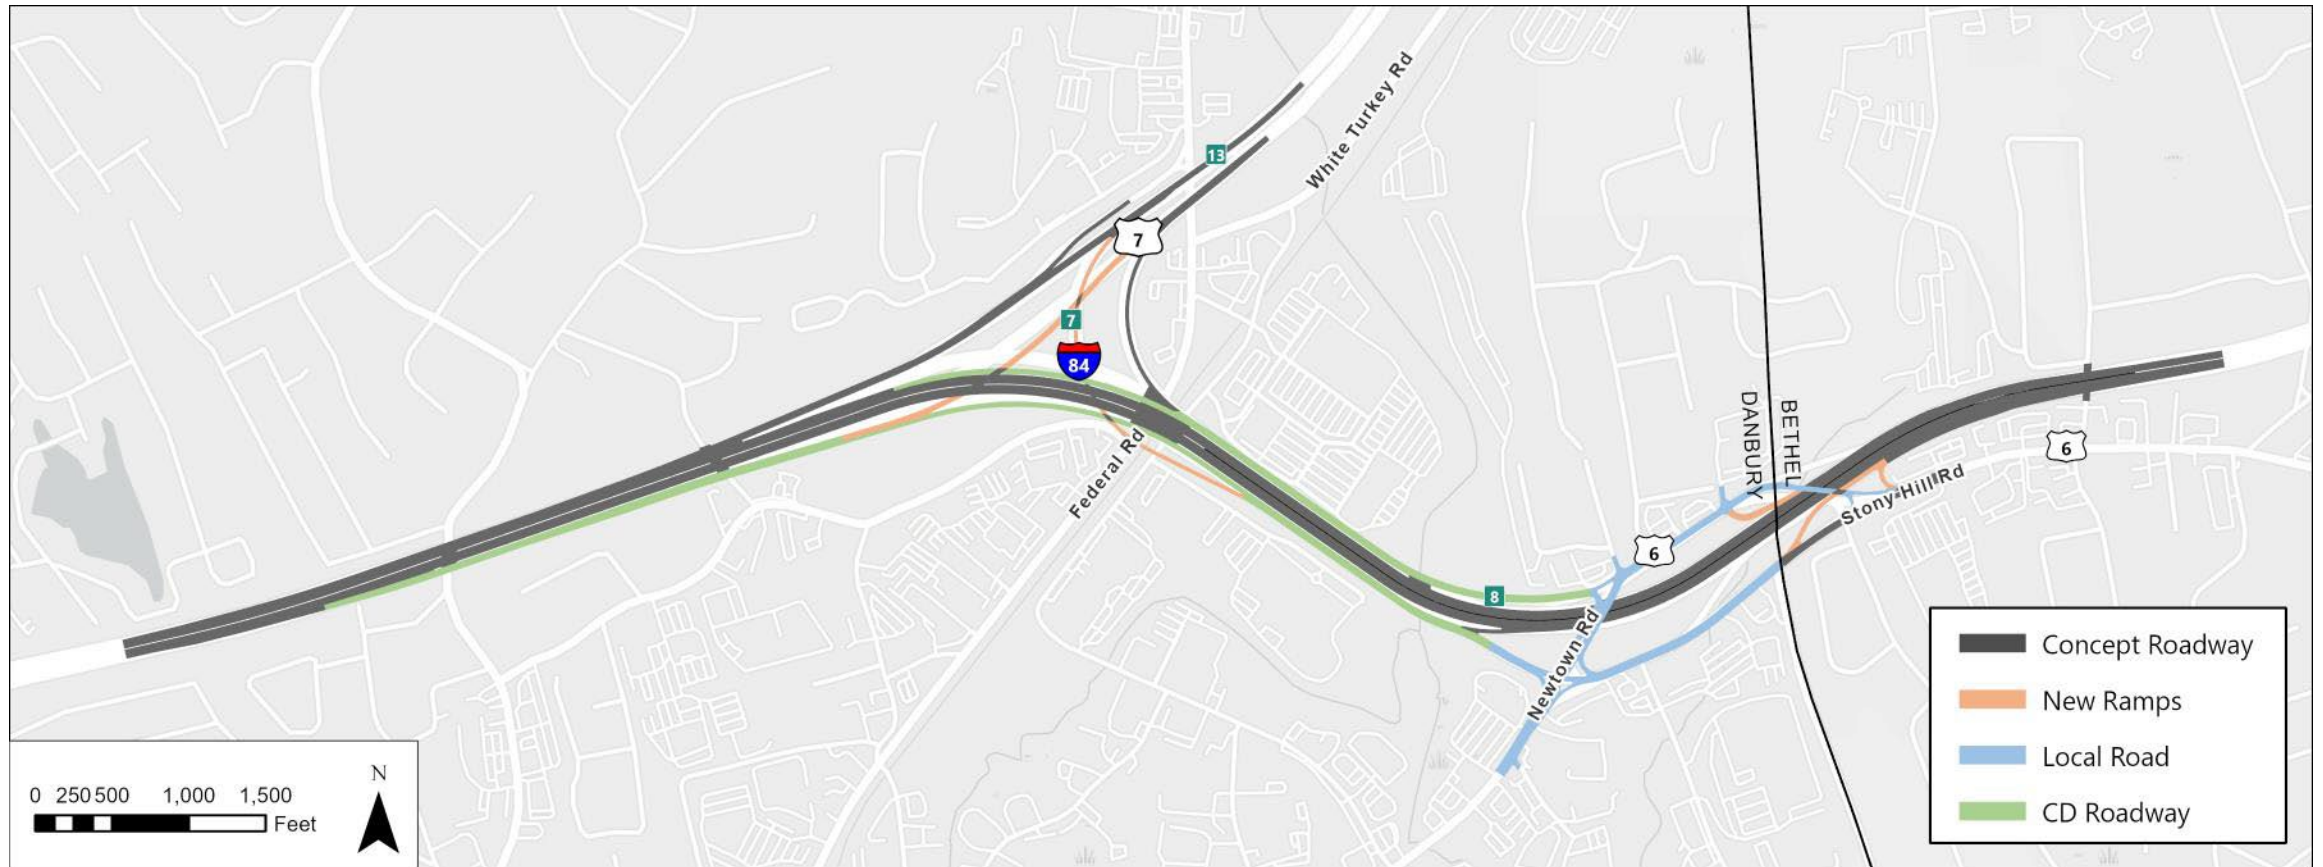 White Turkey Rd
13
7
7
84
Federal Rd
DANBURY
BETHEL
6
Stony Hill Rd
6
8
Newtown Rd
Concept Roadway
New Ramps
Local Road
CD Roadway
N
0 250 500 1,000 1,500
Feet